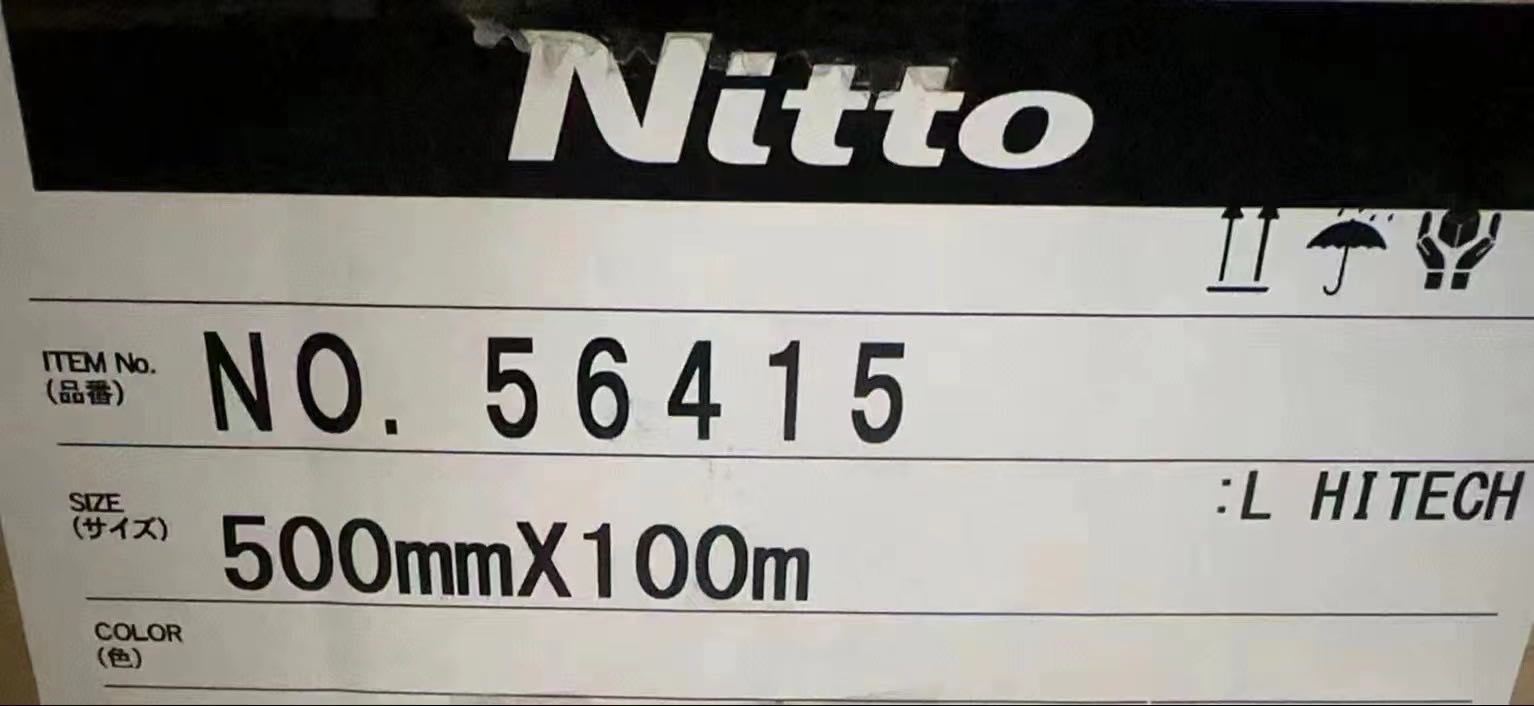 Nitto
ITEM No.
(品番)
NO. 56415
:L HITECH
SIZE
(サイズ)
500mmX100m
COLOR
(色)